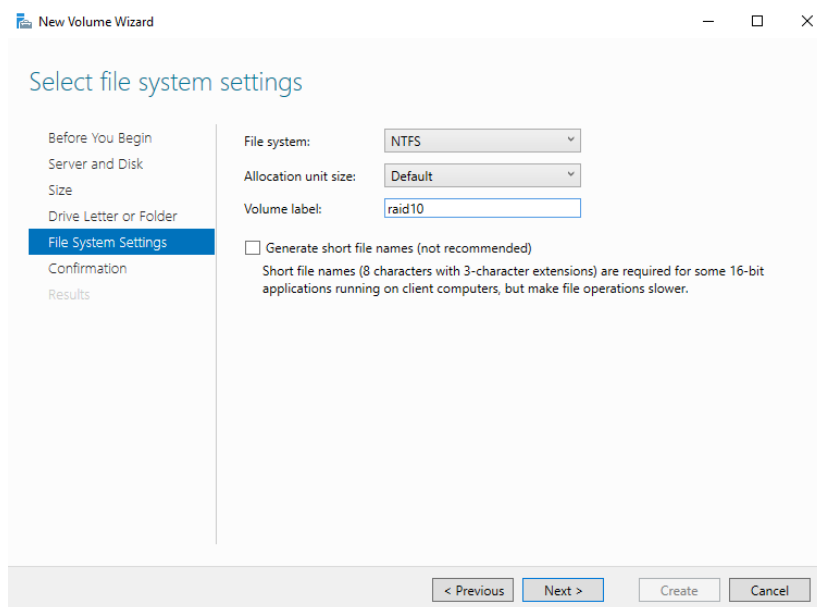 New Volume Wizard
Select file system settings
Before You Begin
Server and Disk
Size
Drive Letter or Folder
File System Settings
Confirmation
Results
File system: NTFS
Allocation unit size: Default
Volume label: raid10
Generate short file names (not recommended)
Short file names (8 characters with 3-character extensions) are required for some 16-bit
applications running on client computers, but make file operations slower.
< Previous Next > Create Cancel